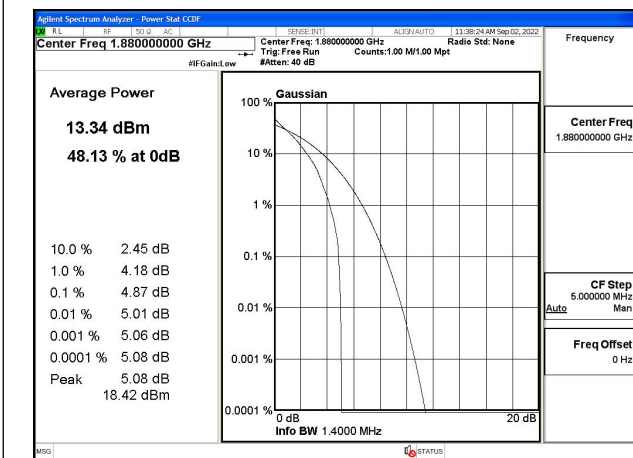 Agilent Spectrum Analyzer - Power Stat CCDF
RL RF 50 Ω AC SENSE:INT ALIGN AUTO 11:38:24 AM Sep 02, 2022
Center Freq 1.880000000 GHz
Center Freq: 1.880000000 GHz Radio Std: None
Trig: Free Run Counts:1.00 M/1.00 Mpt
#IFGain:Low #Atten: 40 dB
Frequency
Average Power
13.34 dBm
48.13 % at 0dB
10.0 % 2.45 dB
1.0 % 4.18 dB
0.1 % 4.87 dB
0.01 % 5.01 dB
0.001 % 5.06 dB
0.0001 % 5.08 dB
Peak 5.08 dB
18.42 dBm
Gaussian
100 %
10 %
1 %
0.1 %
0.01 %
0.001 %
0.0001 %
0 dB 20 dB
Info BW 1.4000 MHz
Center Freq
1.880000000 GHz
CF Step
5.000000 MHz
Auto Man
Freq Offset
0 Hz
MSG STATUS